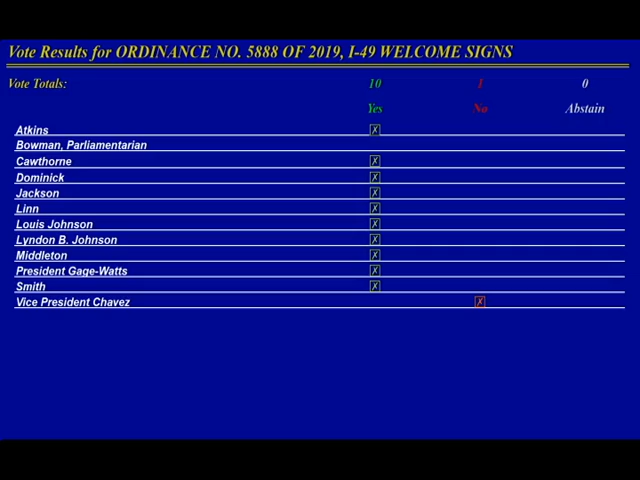 Vote Results for ORDINANCE NO. 5888 OF 2019, I-49 WELCOME SIGNS
Vote Totals: 10 1 0
Yes No Abstain
Atkins ☒
Bowman, Parliamentarian
Cawthorne ☒
Dominick ☒
Jackson ☒
Linn ☒
Louis Johnson ☒
Lyndon B. Johnson ☒
Middleton ☒
President Gage-Watts ☒
Smith ☒
Vice President Chavez ☒